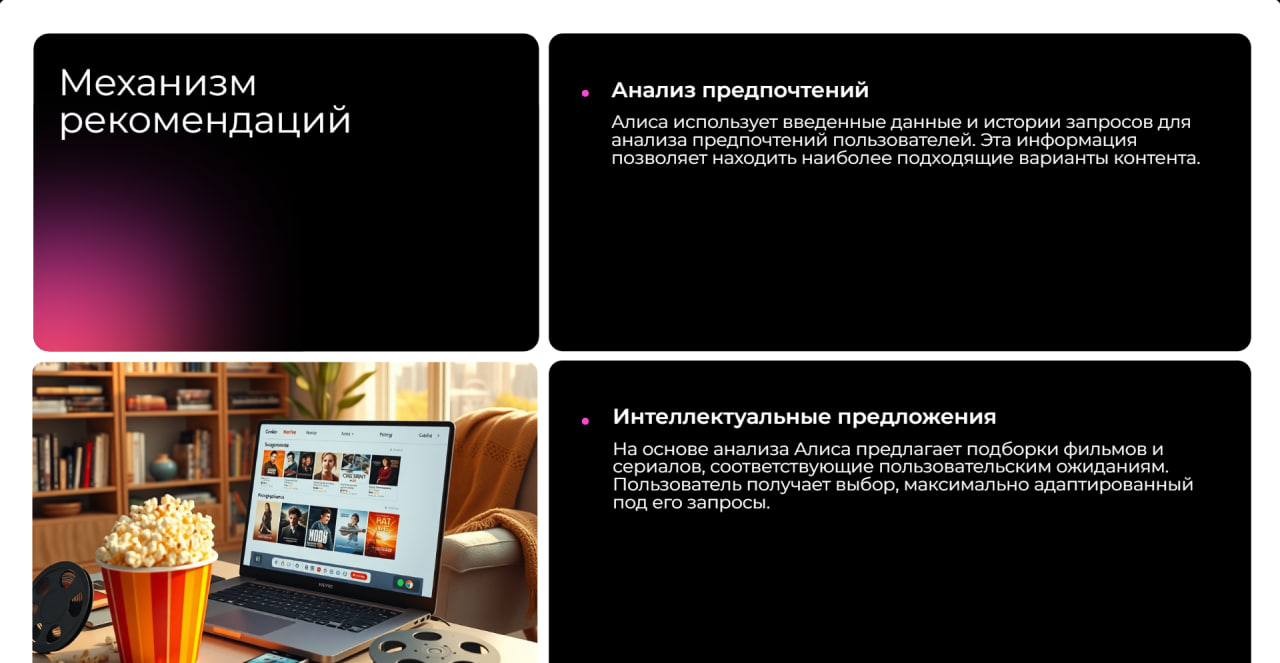 Механизм
рекомендаций
Анализ предпочтений
Алиса использует введенные данные и истории запросов для
анализа предпочтений пользователей. Эта информация
позволяет находить наиболее подходящие варианты контента.
Интеллектуальные предложения
На основе анализа Алиса предлагает подборки фильмов и
сериалов, соответствующие пользовательским ожиданиям.
Пользователь получает выбор, максимально адаптированный
под его запросы.